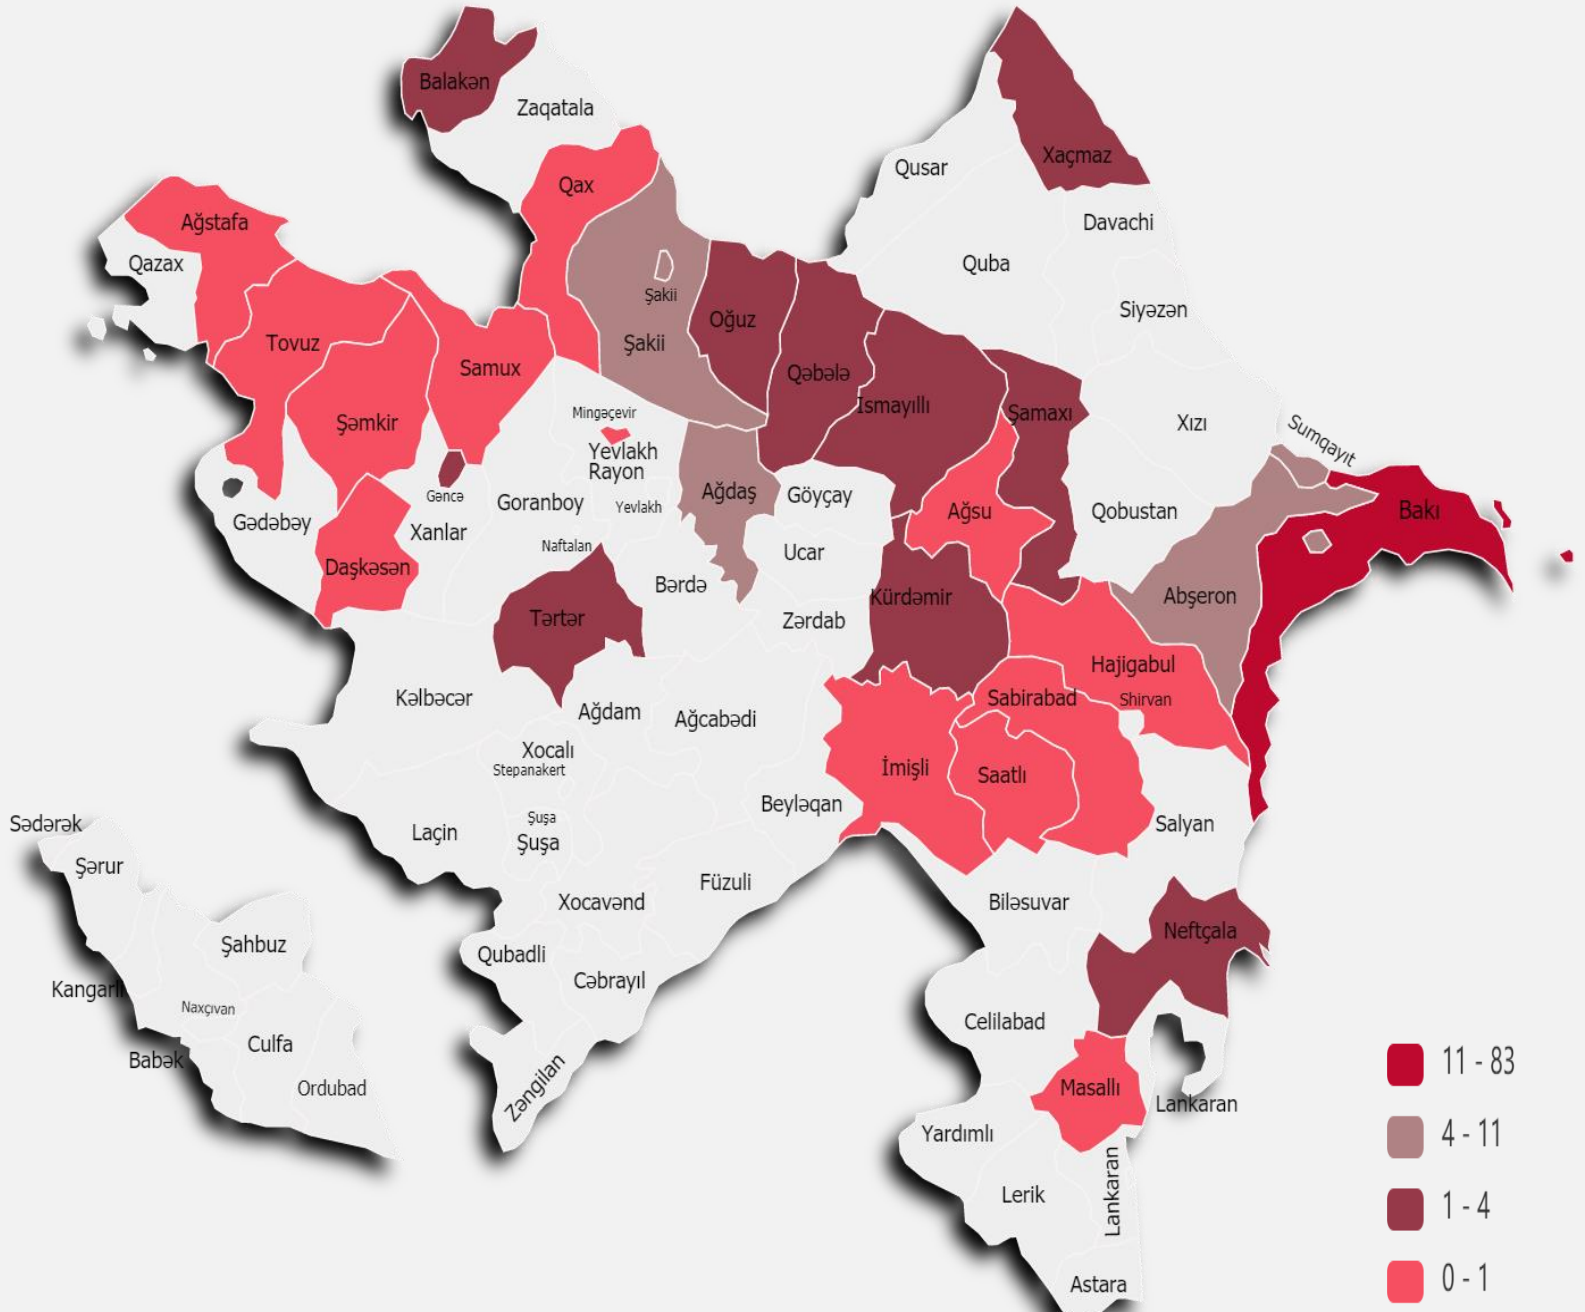 Balakən
Zaqatala
Xaçmaz
Qusar
Qax
Ağstafa
Davachi
Qazax
Quba
Şakii
Siyəzən
Oğuz
Tovuz
Şakii
Samux
Qəbələ
Ismayıllı
Şamaxı
Mingəçevir
Şəmkir
Xızı
Sumqayıt
Yevlakh
Rayon
Ağdaş
Göyçay
Gəncə
Goranboy
Yevlakh
Ağsu
Qobustan
Bakı
Gədəbəy
Xanlar
Naftalan
Ucar
Daşkəsən
Bərdə
Kürdəmir
Abşeron
Tərtər
Zərdab
Hajigabul
Kəlbəcər
Sabirabad
Shirvan
Ağdam
Ağcabədi
Xocalı
Stepanakert
İmişli
Saatlı
Beyləqan
Sədərək
Şuşa
Laçin
Şuşa
Salyan
Şərur
Füzuli
Xocavənd
Biləsuvar
Neftçala
Şahbuz
Qubadli
Cəbrayıl
Kangarli
Naxçıvan
Celilabad
Culfa
Babək
Ordubad
Zəngilan
Masallı
Lankaran
Yardımlı
Lerik
Lankaran
Astara
11 - 83
4 - 11
1 - 4
0 - 1